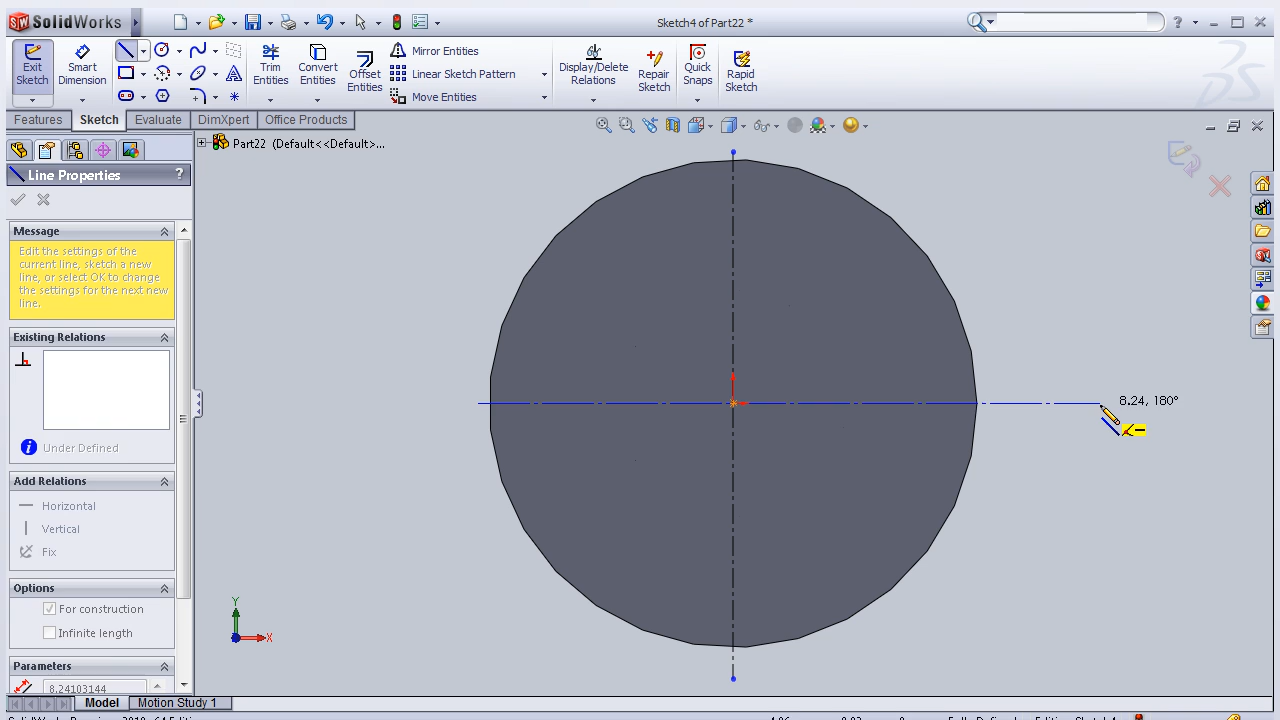 SolidWorks
Sketch4 of Part22 *
?
Exit Sketch
Smart Dimension
Trim Entities
Convert Entities
Offset Entities
Mirror Entities
Linear Sketch Pattern
Move Entities
Display/Delete Relations
Repair Sketch
Quick Snaps
Rapid Sketch
Features
Sketch
Evaluate
DimXpert
Office Products
Part22 (Default<<Default>...
Line Properties
?
Message
Edit the settings of the
current line, sketch a new
line, or select OK to change
the settings for the next new
line.
Existing Relations
Under Defined
Add Relations
Horizontal
Vertical
Fix
Options
For construction
Infinite length
Parameters
8.24103144
8.24, 180°
Y
X
Model
Motion Study 1